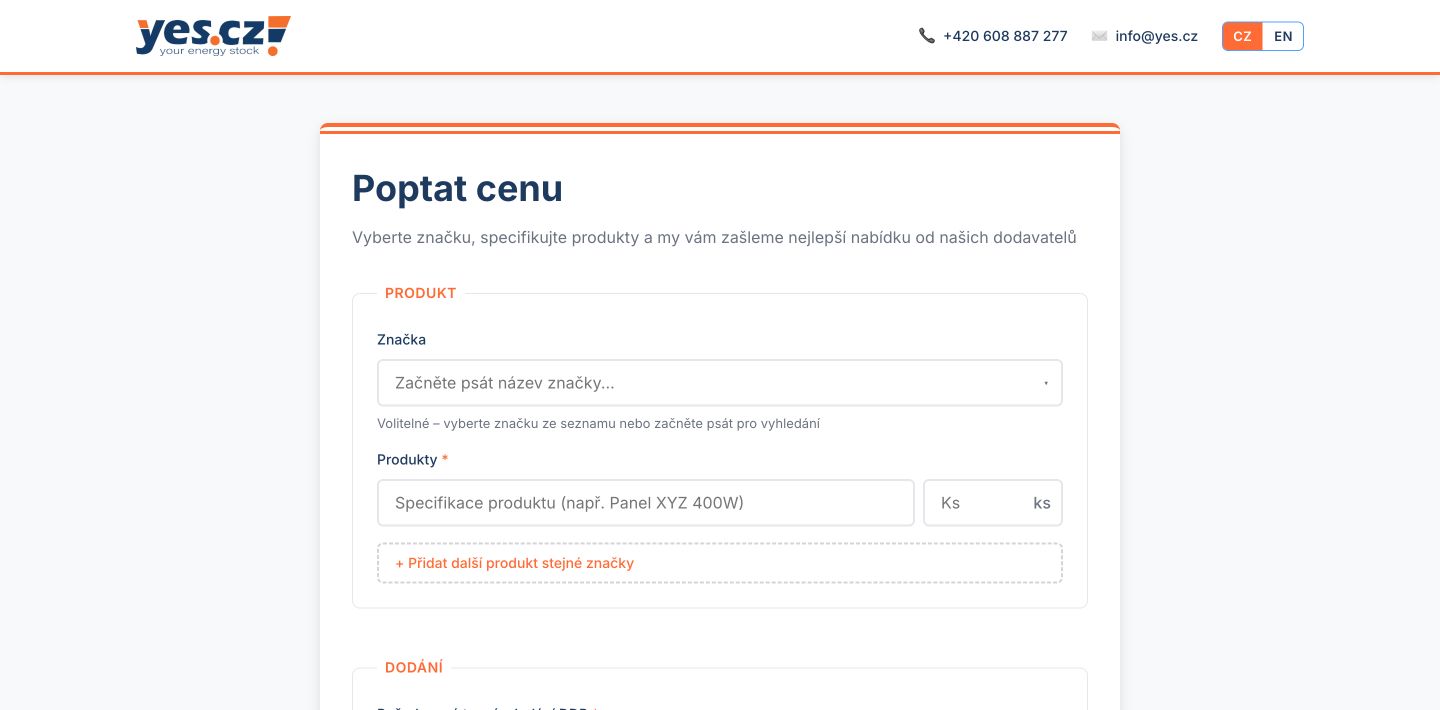 yes.cz!
your energy stock
+420 608 887 277
info@yes.cz
CZ EN
Poptat cenu
Vyberte značku, specifikujte produkty a my vám zašleme nejlepší nabídku od našich dodavatelů
PRODUKT
Značka
Začněte psát název značky...
Volitelné – vyberte značku ze seznamu nebo začněte psát pro vyhledání
Produkty *
Specifikace produktu (např. Panel XYZ 400W)
Ks ks
+ Přidat další produkt stejné značky
DODÁNÍ